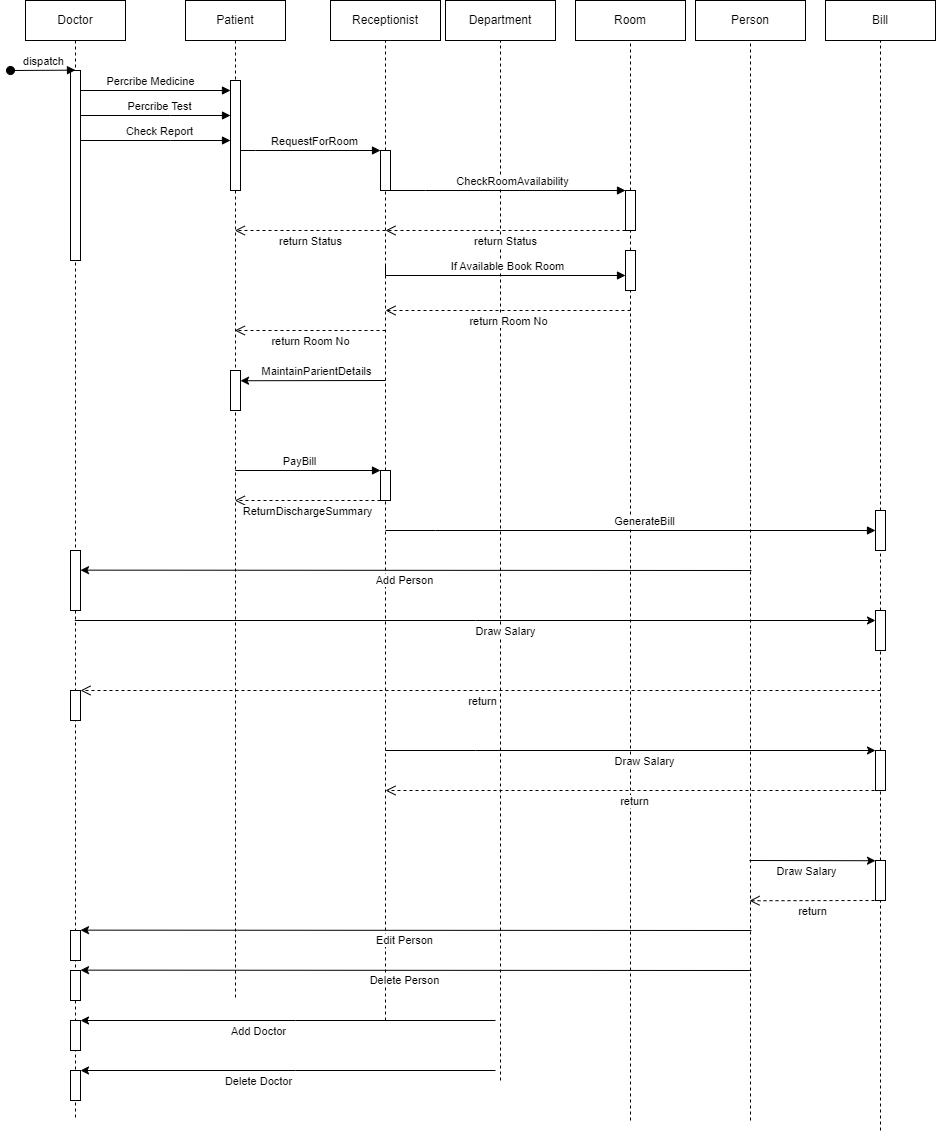 Doctor
Patient
Receptionist
Department
Room
Person
Bill
dispatch
Percribe Medicine
Percribe Test
Check Report
RequestForRoom
CheckRoomAvailability
return Status
return Status
If Available Book Room
return Room No
return Room No
MaintainParientDetails
PayBill
ReturnDischargeSummary
GenerateBill
Add Person
Draw Salary
return
Draw Salary
return
Draw Salary
return
Edit Person
Delete Person
Add Doctor
Delete Doctor